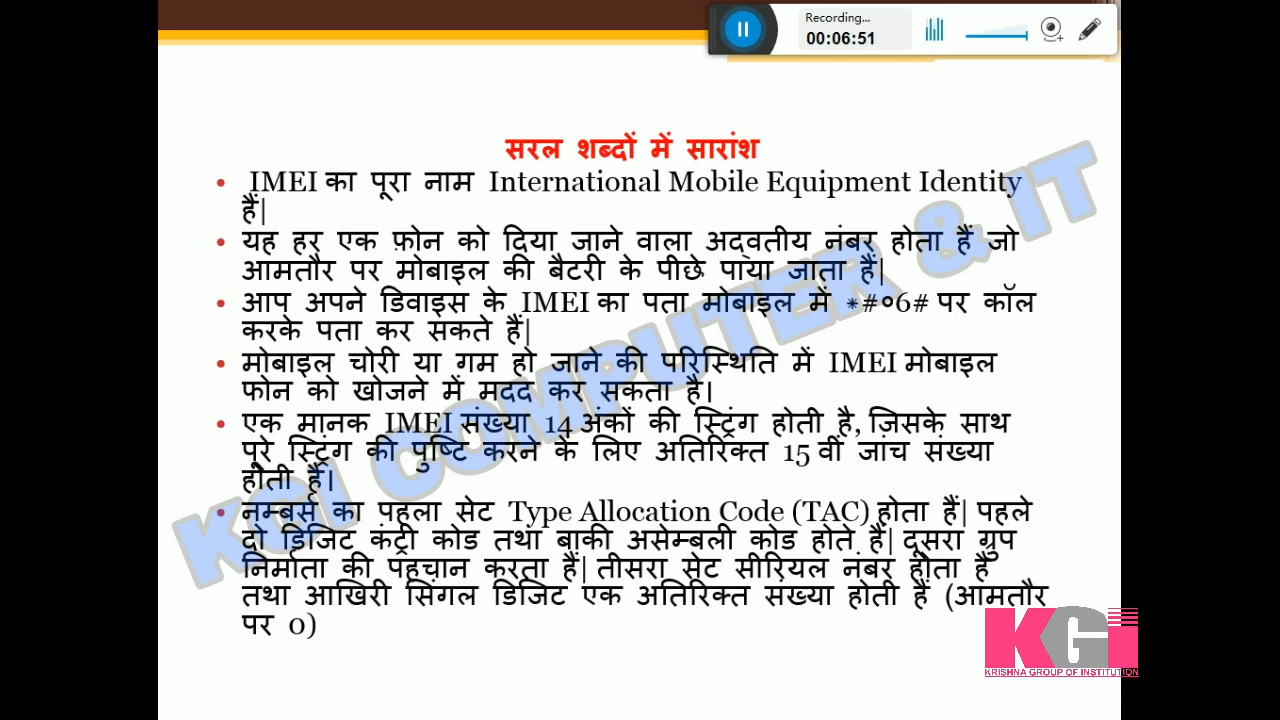 Recording...
00:06:51
सरल शब्दों में सारांश
• IMEI का पूरा नाम International Mobile Equipment Identity
हैं|
• यह हर एक फ़ोन को दिया जाने वाला अद्वतीय नंबर होता हैं जो
आमतौर पर मोबाइल की बैटरी के पीछे पाया जाता हैं|
• आप अपने डिवाइस के IMEI का पता मोबाइल में *#०6# पर कॉल
करके पता कर सकते हैं|
• मोबाइल चोरी या गम हो जाने की परिस्थिति में IMEI मोबाइल
फोन को खोजने में मदद कर सकता है।
• एक मानक IMEI संख्या 14 अंकों की स्ट्रिंग होती है, जिसके साथ
पूरे स्ट्रिंग की पुष्टि करने के लिए अतिरिक्त 15 वीं जांच संख्या
होती है।
• नम्बर्स का पहला सेट Type Allocation Code (TAC) होता हैं| पहले
दो डिजिट कंट्री कोड तथा बाकी असेम्बली कोड होते हैं| दूसरा ग्रुप
निर्माता की पहचान करता हैं| तीसरा सेट सीरियल नंबर होता है
तथा आखिरी सिंगल डिजिट एक अतिरिक्त संख्या होती हैं (आमतौर
पर 0)
KGI COMPUTER & IT
KGI
KRISHNA GROUP OF INSTITUTION